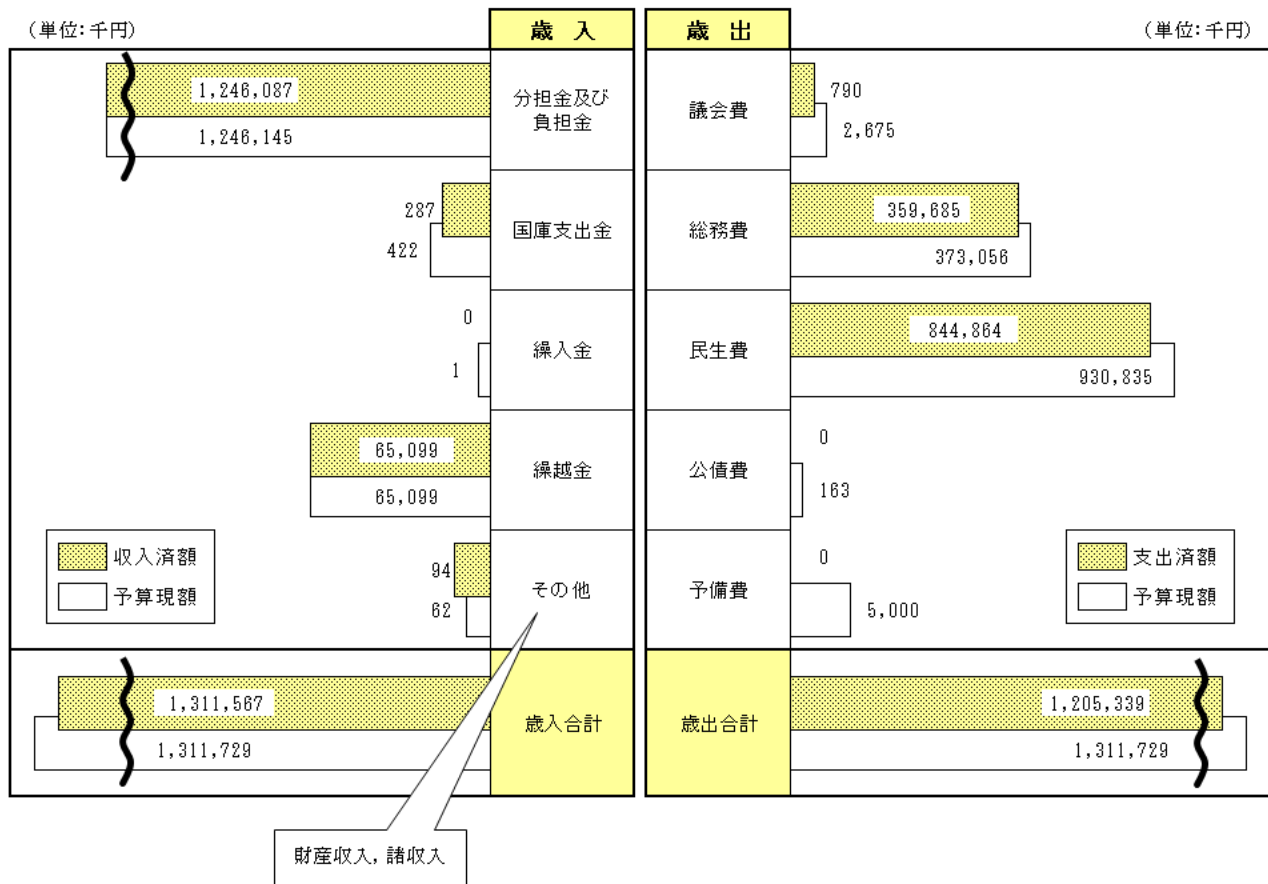 (単位:千円)
歳 入
歳 出
(単位:千円)
1,246,087
1,246,145
分担金及び
負担金
議会費
790
2,675
287
422
国庫支出金
総務費
359,685
373,056
0
1
繰入金
民生費
844,864
930,835
65,099
65,099
繰越金
公債費
0
163
収入済額
予算現額
94
62
その他
予備費
0
5,000
支出済額
予算現額
1,311,567
1,311,729
歳入合計
歳出合計
1,205,339
1,311,729
財産収入,諸収入